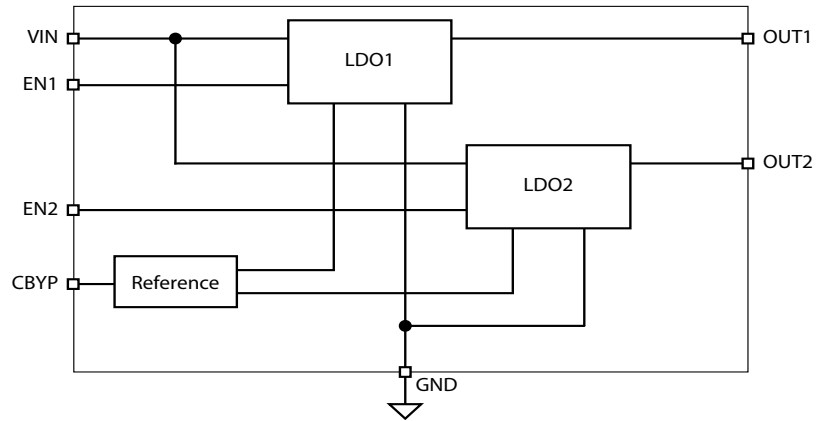 VIN
OUT1
LDO1
EN1
OUT2
LDO2
EN2
CBYP
Reference
GND